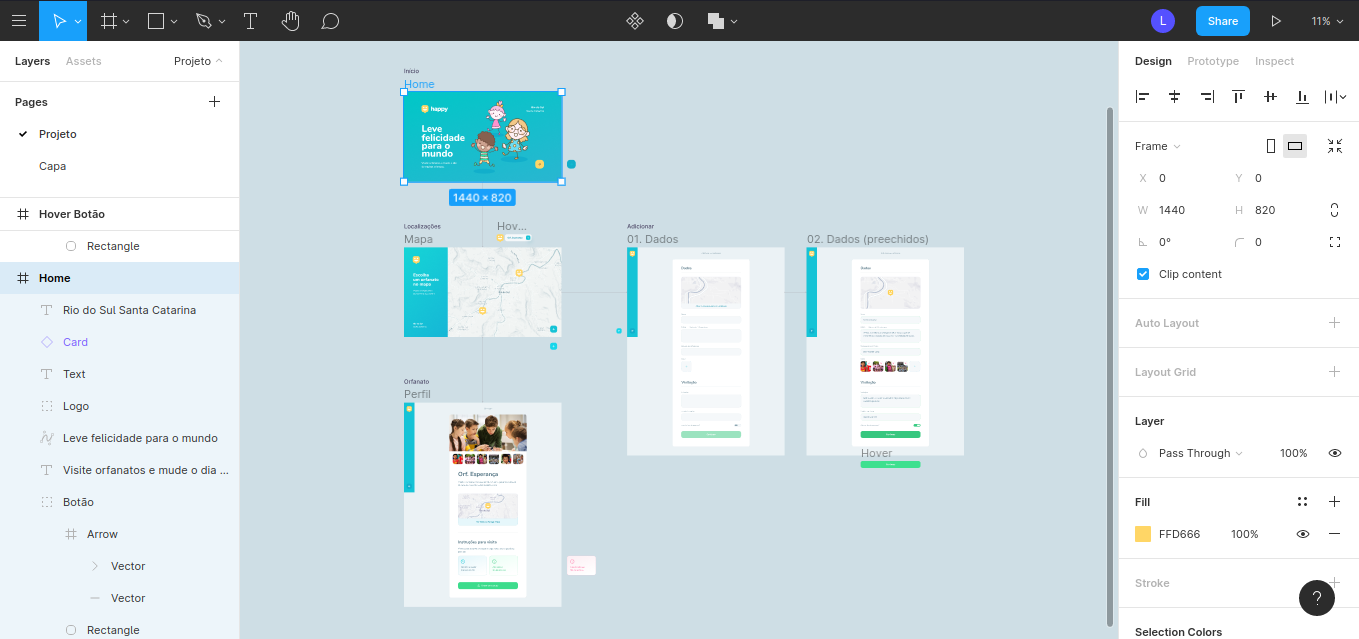 L
Share
11%
Layers
Assets
Projeto
Pages
Projeto
Capa
Hover Botão
Rectangle
Home
Rio do Sul Santa Catarina
Card
Text
Logo
Leve felicidade para o mundo
Visite orfanatos e mude o dia ...
Botão
Arrow
Vector
Vector
Rectangle
Início
Home
happy
Leve
felicidade
para o
mundo
1440 × 820
Localizações
Mapa
Hov...
Escolha
um orfanato
no mapa
Adicionar
01. Dados
Dados
Visitação
02. Dados (preechidos)
Dados
Visitação
Hover
Orfanato
Perfil
Orf. Esperança
Instruções para visita
Design
Prototype
Inspect
Frame
X 0
Y 0
W 1440
H 820
0°
0
Clip content
Auto Layout
Layout Grid
Layer
Pass Through
100%
Fill
FFD666
100%
Stroke
?
Selection Colors